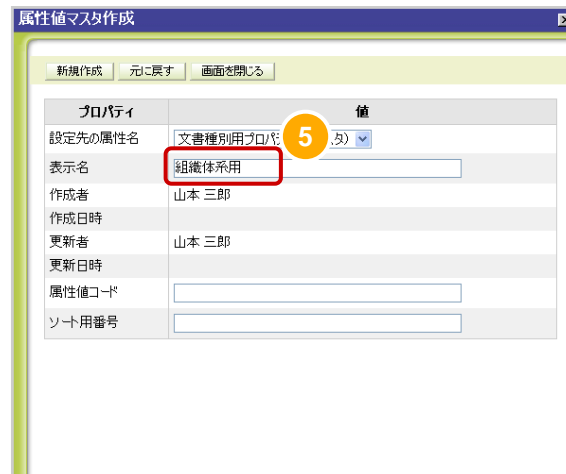 属性値マスタ作成
新規作成 元に戻す 画面を閉じる
プロパティ 値
設定先の属性名 文書種別用プロパ 5 タ)
表示名 組織体系用
作成者 山本 三郎
作成日時
更新者 山本 三郎
更新日時
属性値コード
ソート用番号